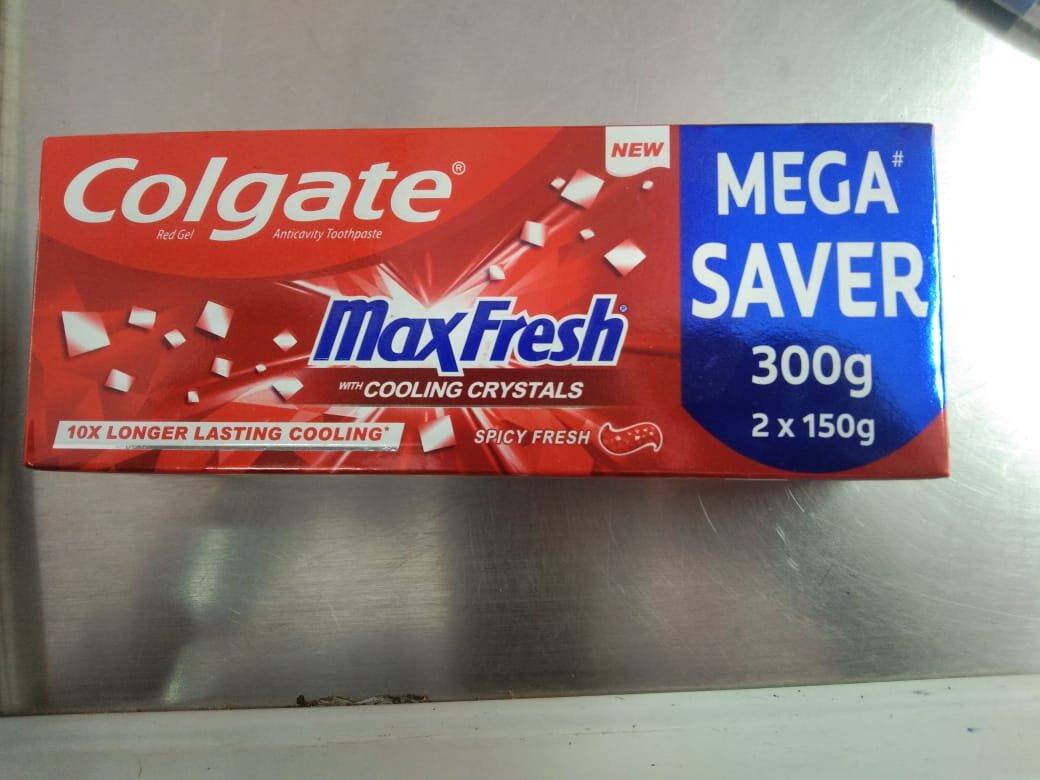 Colgate®
Red Gel
Anticavity Toothpaste
NEW
MaxFresh®
WITH COOLING CRYSTALS
10X LONGER LASTING COOLING*
SPICY FRESH
MEGA#
SAVER
300g
2 x 150g